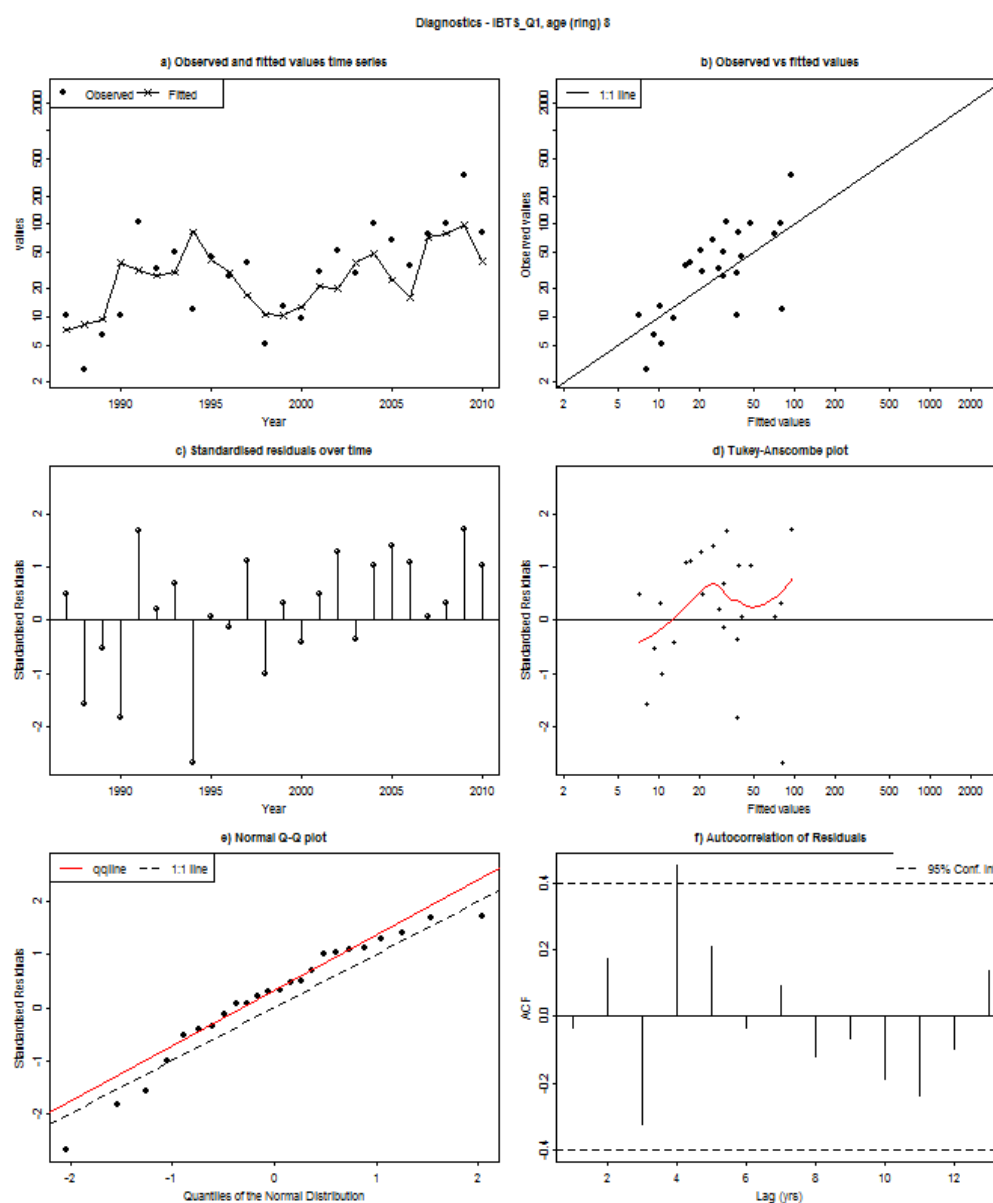 Diagnostics - IBTS_Q1, age (ring) 8
a) Observed and fitted values time series
Observed Fitted
values
2 5 10 20 50 100 200 500 2000
1990 1995 2000 2005 2010
Year
b) Observed vs fitted values
1:1 line
Observed values
2 5 10 20 50 100 200 500 2000
2 5 10 20 50 100 200 500 1000 2000
Fitted values
c) Standardised residuals over time
Standardised Residuals
-2 -1 0 1 2
1990 1995 2000 2005 2010
Year
d) Tukey-Anscombe plot
Standardised Residuals
-2 -1 0 1 2
2 5 10 20 50 100 200 500 1000 2000
Fitted values
e) Normal Q-Q plot
qqline 1:1 line
Standardised Residuals
-2 -1 0 1 2
-2 -1 0 1 2
Quantiles of the Normal Distribution
f) Autocorrelation of Residuals
95% Conf. In
ACF
-0.4 -0.2 0.0 0.2 0.4
2 4 6 8 10 12
Lag (yrs)